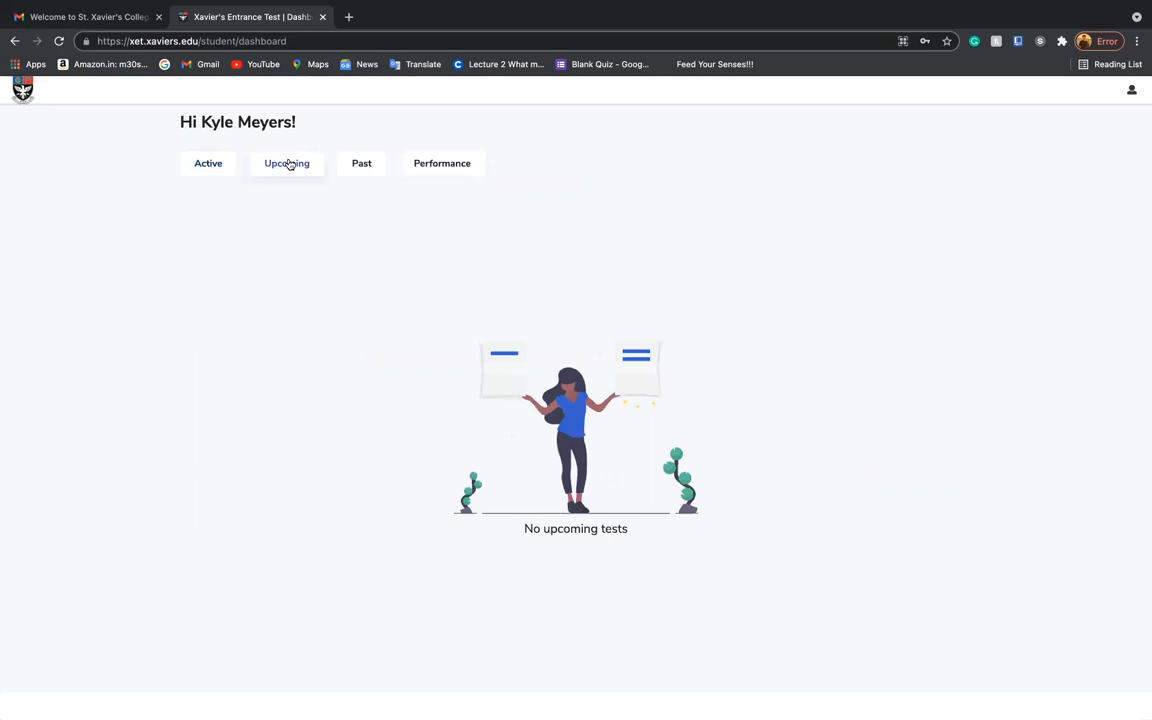 Welcome to St. Xavier's Colleg
Xavier's Entrance Test | Dashb
https://xet.xaviers.edu/student/dashboard
Error
Apps
Amazon.in: m30s...
Gmail
YouTube
Maps
News
Translate
Lecture 2 What m...
Blank Quiz - Goog...
Feed Your Senses!!!
Reading List
Hi Kyle Meyers!
Active
Upcoming
Past
Performance
No upcoming tests